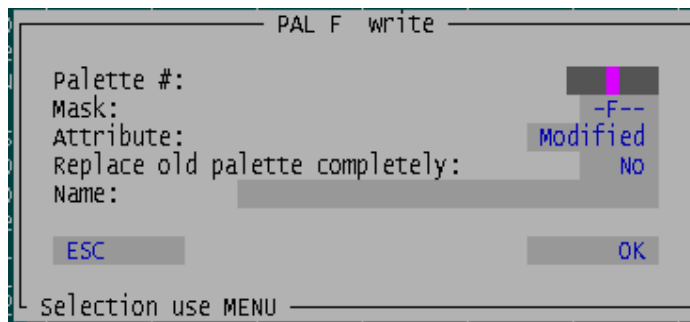 PAL F write
Palette #:
Mask: -F--
Attribute: Modified
Replace old palette completely: No
Name:
ESC OK
Selection use MENU